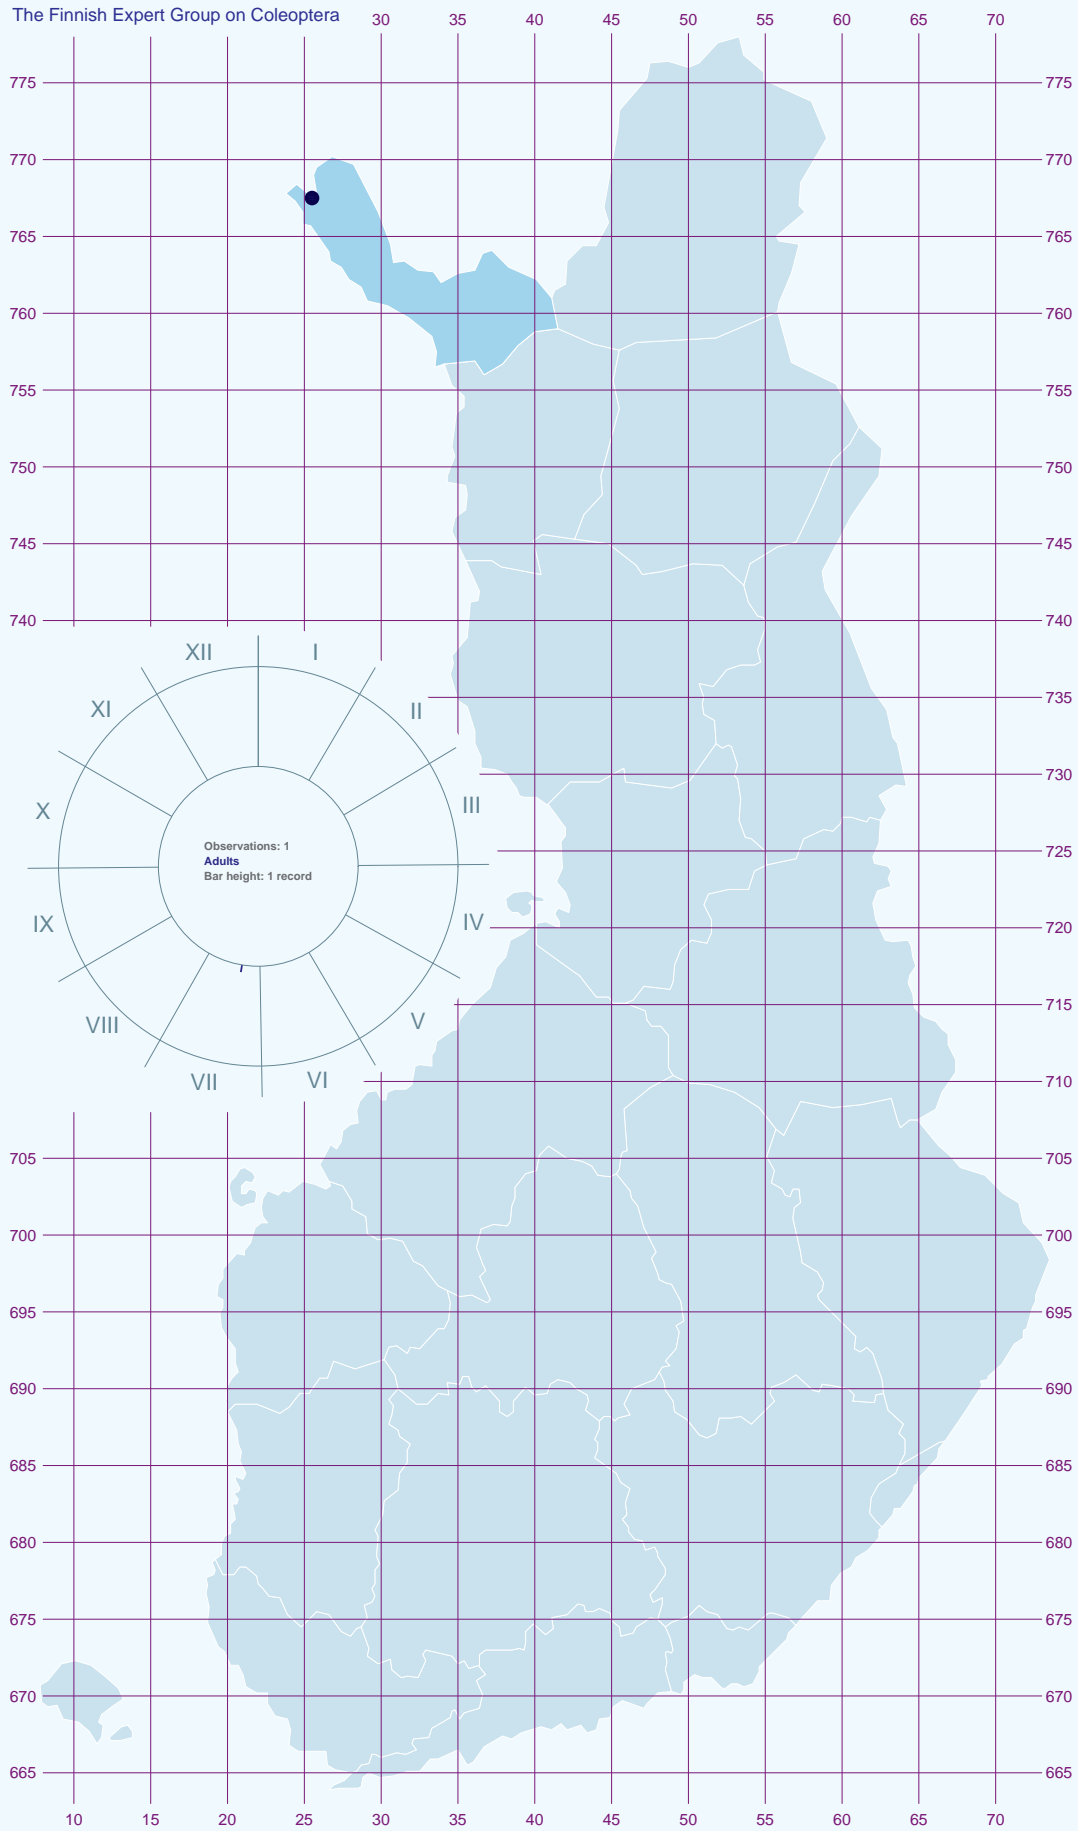 The Finnish Expert Group on Coleoptera
30 35 40 45 50 55 60 65 70
775 775
770 770
765 765
760 760
755 755
750 750
745 745
740 740
XII I
XI II
735
730
X III
725
Observations: 1
Adults
Bar height: 1 record
IX IV
720
VIII V
715
VII VI
710
705 705
700 700
695 695
690 690
685 685
680 680
675 675
670 670
665 665
10 15 20 25 30 35 40 45 50 55 60 65 70